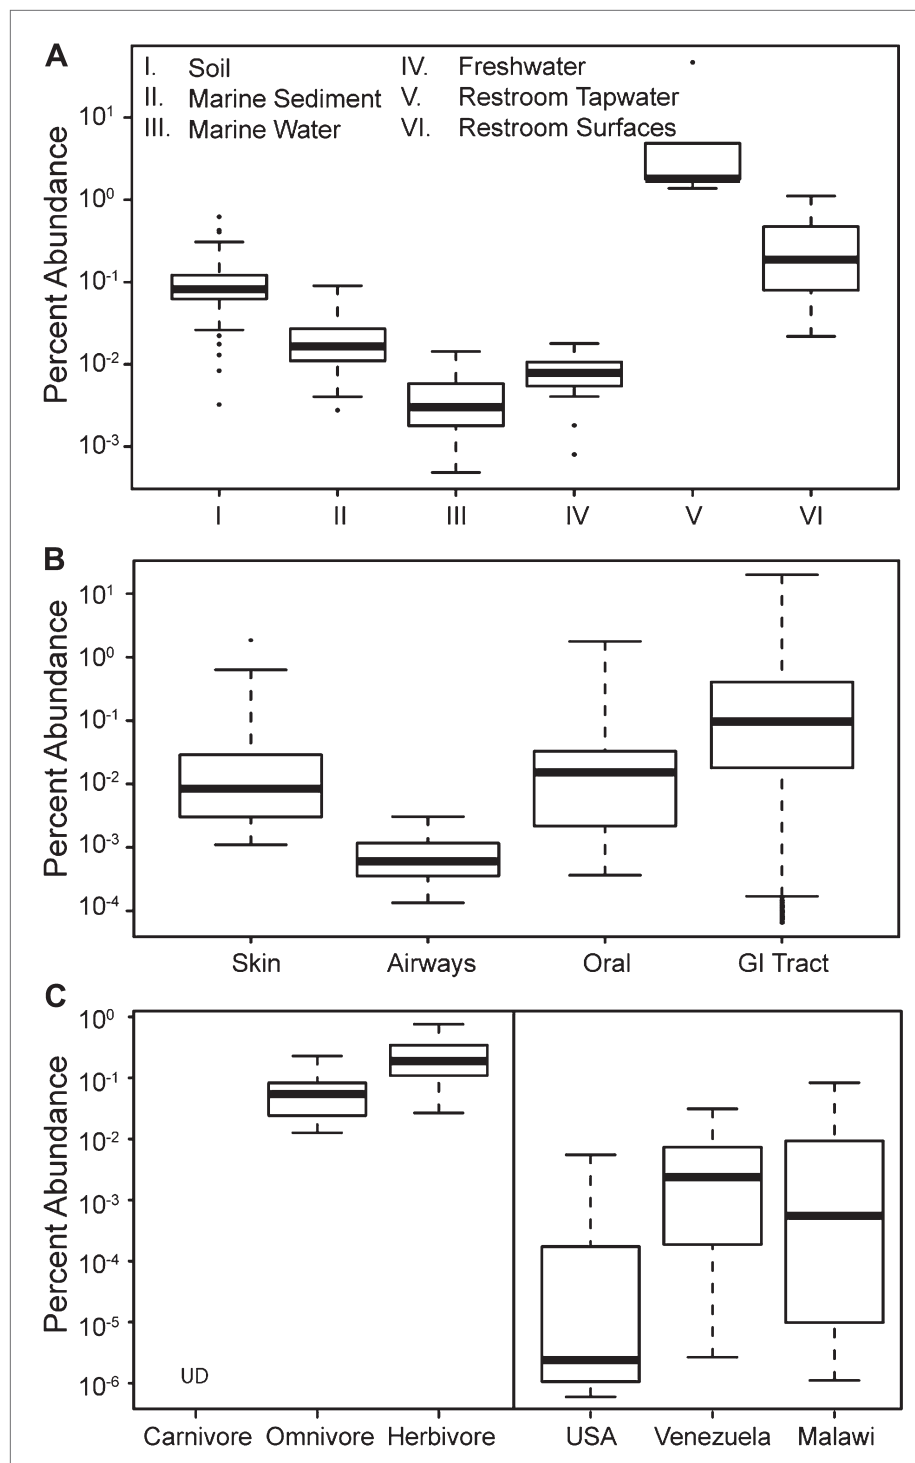 A
I. Soil
II. Marine Sediment
III. Marine Water
IV. Freshwater
V. Restroom Tapwater
VI. Restroom Surfaces
Percent Abundance
10¹
10⁰
10⁻¹
10⁻²
10⁻³
I II III IV V VI
B
Percent Abundance
10¹
10⁰
10⁻¹
10⁻²
10⁻³
10⁻⁴
Skin Airways Oral GI Tract
C
Percent Abundance
10⁰
10⁻¹
10⁻²
10⁻³
10⁻⁴
10⁻⁵
10⁻⁶
UD
Carnivore Omnivore Herbivore USA Venezuela Malawi